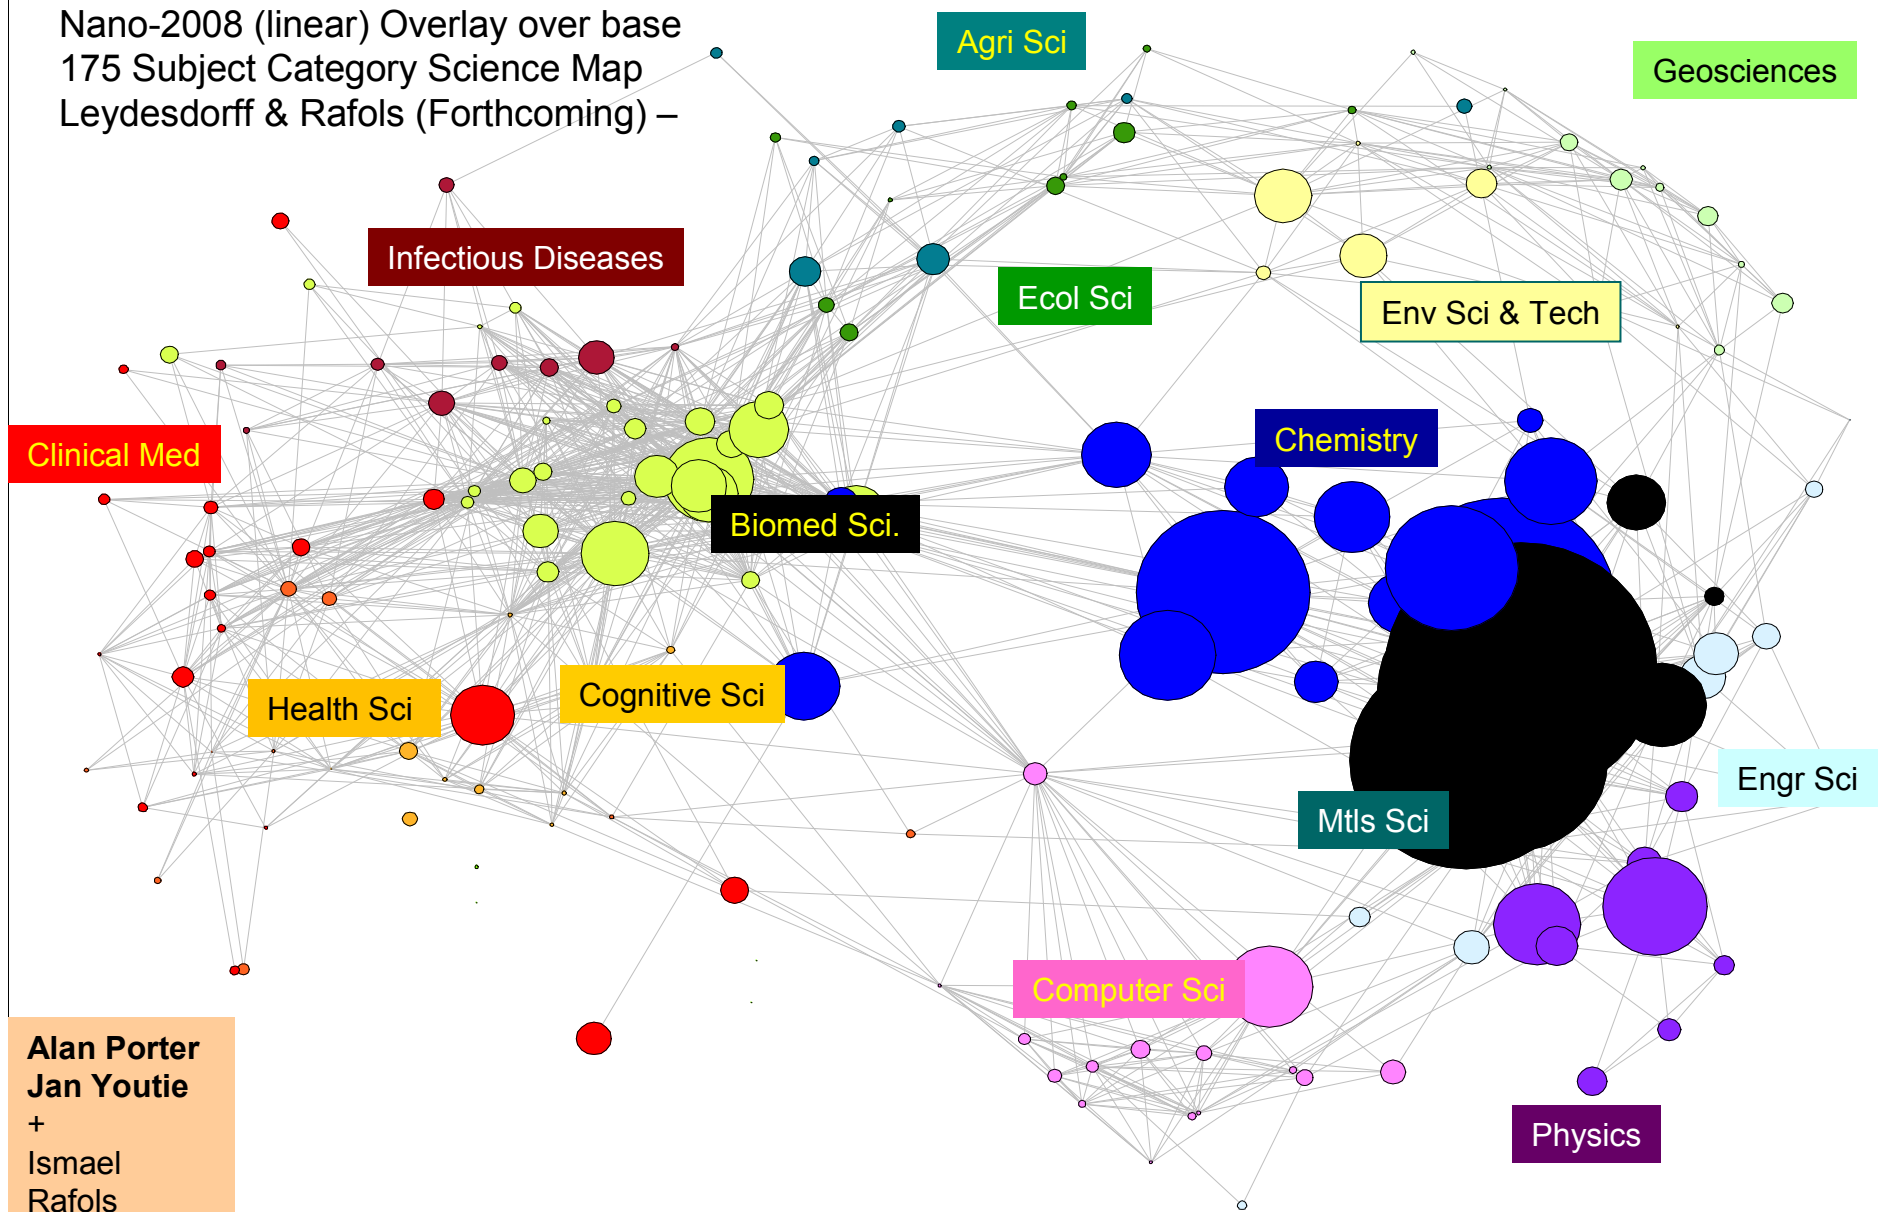 Nano-2008 (linear) Overlay over base
175 Subject Category Science Map
Leydesdorff & Rafols (Forthcoming) –
Agri Sci
Geosciences
Infectious Diseases
Ecol Sci
Env Sci & Tech
Clinical Med
Chemistry
Biomed Sci.
Health Sci
Cognitive Sci
Engr Sci
Mtls Sci
Computer Sci
Physics
Alan Porter
Jan Youtie
+
Ismael
Rafols